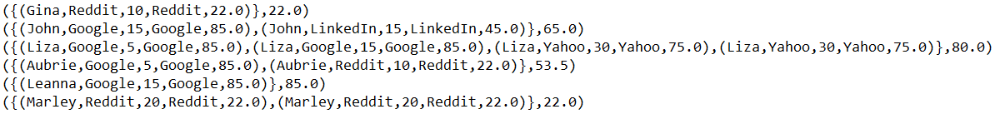 ({(Gina,Reddit,10,Reddit,22.0)},22.0)
({(John,Google,15,Google,85.0),(John,LinkedIn,15,LinkedIn,45.0)},65.0)
({(Liza,Google,5,Google,85.0),(Liza,Google,15,Google,85.0),(Liza,Yahoo,30,Yahoo,75.0),(Liza,Yahoo,30,Yahoo,75.0)},80.0)
({(Aubrie,Google,5,Google,85.0),(Aubrie,Reddit,10,Reddit,22.0)},53.5)
({(Leanna,Google,15,Google,85.0)},85.0)
({(Marley,Reddit,20,Reddit,22.0),(Marley,Reddit,20,Reddit,22.0)},22.0)